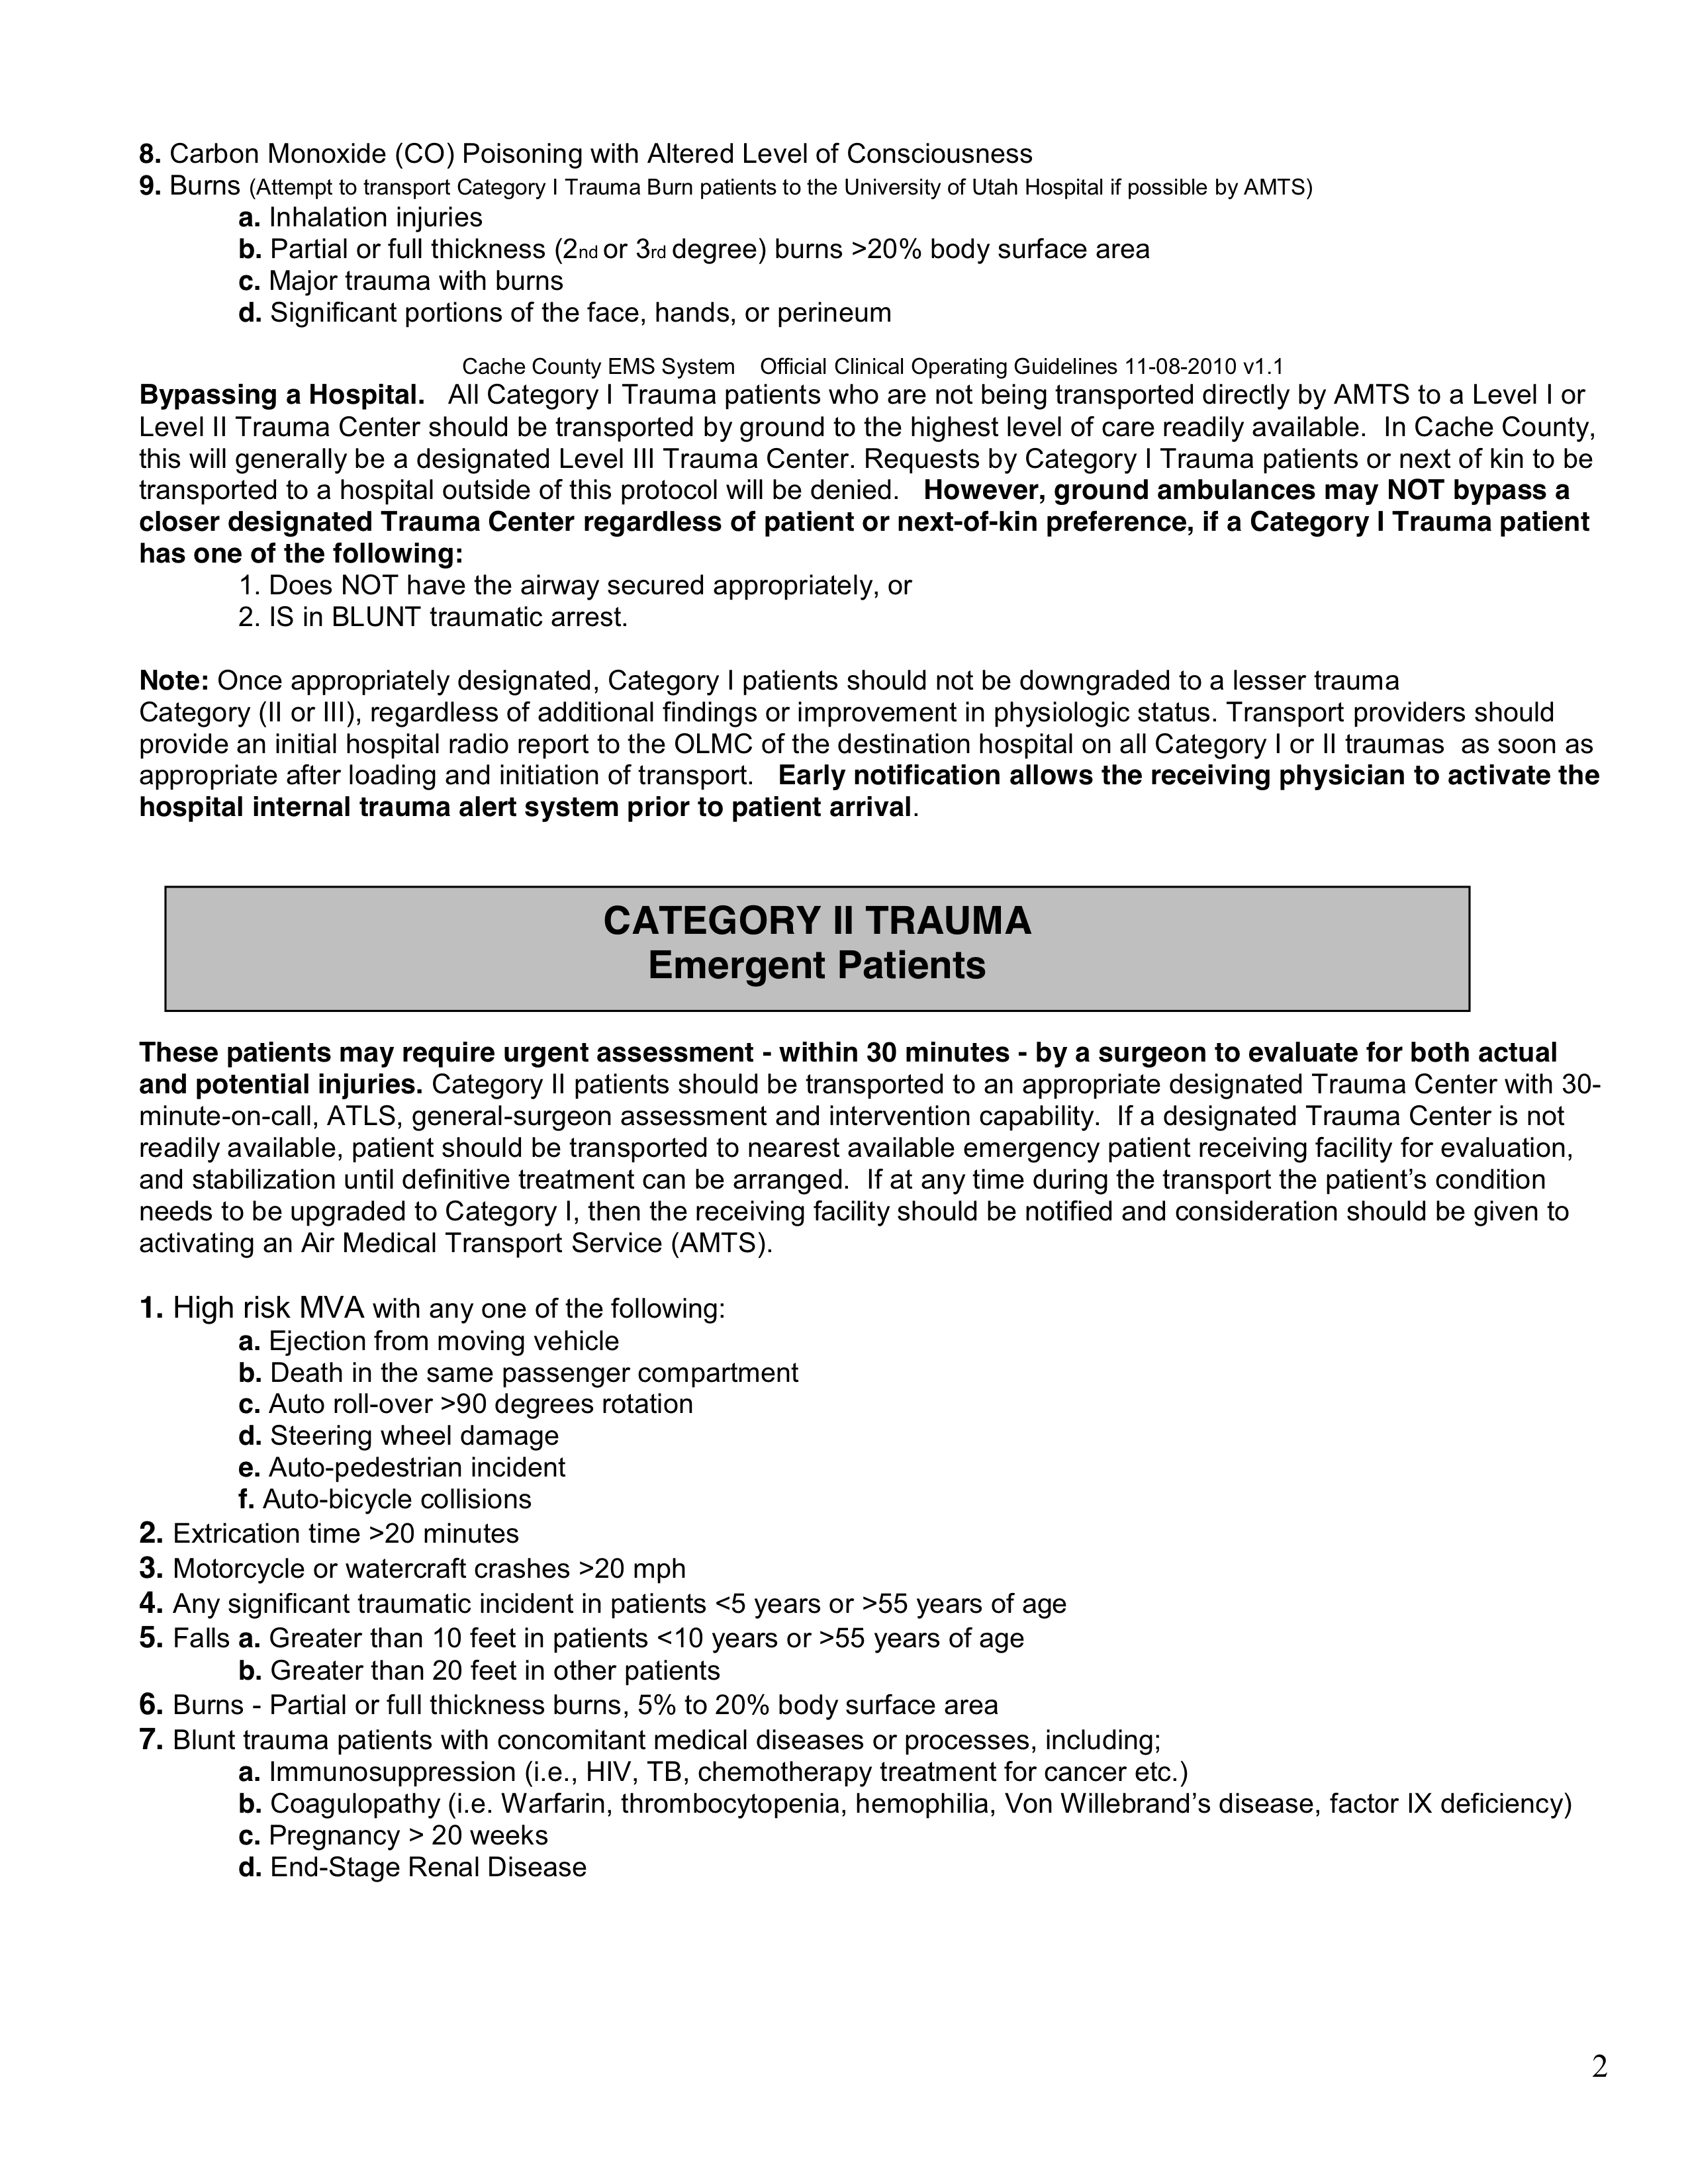 8. Carbon Monoxide (CO) Poisoning with Altered Level of Consciousness
9. Burns (Attempt to transport Category I Trauma Burn patients to the University of Utah Hospital if possible by AMTS)
a. Inhalation injuries
b. Partial or full thickness (2nd or 3rd degree) burns >20% body surface area
c. Major trauma with burns
d. Significant portions of the face, hands, or perineum
Cache County EMS System Official Clinical Operating Guidelines 11-08-2010 v1.1
Bypassing a Hospital. All Category I Trauma patients who are not being transported directly by AMTS to a Level I or
Level II Trauma Center should be transported by ground to the highest level of care readily available. In Cache County,
this will generally be a designated Level III Trauma Center. Requests by Category I Trauma patients or next of kin to be
transported to a hospital outside of this protocol will be denied. However, ground ambulances may NOT bypass a
closer designated Trauma Center regardless of patient or next-of-kin preference, if a Category I Trauma patient
has one of the following:
1. Does NOT have the airway secured appropriately, or
2. IS in BLUNT traumatic arrest.
Note: Once appropriately designated, Category I patients should not be downgraded to a lesser trauma
Category (II or III), regardless of additional findings or improvement in physiologic status. Transport providers should
provide an initial hospital radio report to the OLMC of the destination hospital on all Category I or II traumas as soon as
appropriate after loading and initiation of transport. Early notification allows the receiving physician to activate the
hospital internal trauma alert system prior to patient arrival.
CATEGORY II TRAUMA
Emergent Patients
These patients may require urgent assessment - within 30 minutes - by a surgeon to evaluate for both actual
and potential injuries. Category II patients should be transported to an appropriate designated Trauma Center with 30-
minute-on-call, ATLS, general-surgeon assessment and intervention capability. If a designated Trauma Center is not
readily available, patient should be transported to nearest available emergency patient receiving facility for evaluation,
and stabilization until definitive treatment can be arranged. If at any time during the transport the patient’s condition
needs to be upgraded to Category I, then the receiving facility should be notified and consideration should be given to
activating an Air Medical Transport Service (AMTS).
1. High risk MVA with any one of the following:
a. Ejection from moving vehicle
b. Death in the same passenger compartment
c. Auto roll-over >90 degrees rotation
d. Steering wheel damage
e. Auto-pedestrian incident
f. Auto-bicycle collisions
2. Extrication time >20 minutes
3. Motorcycle or watercraft crashes >20 mph
4. Any significant traumatic incident in patients <5 years or >55 years of age
5. Falls a. Greater than 10 feet in patients <10 years or >55 years of age
b. Greater than 20 feet in other patients
6. Burns - Partial or full thickness burns, 5% to 20% body surface area
7. Blunt trauma patients with concomitant medical diseases or processes, including;
a. Immunosuppression (i.e., HIV, TB, chemotherapy treatment for cancer etc.)
b. Coagulopathy (i.e. Warfarin, thrombocytopenia, hemophilia, Von Willebrand’s disease, factor IX deficiency)
c. Pregnancy > 20 weeks
d. End-Stage Renal Disease
2